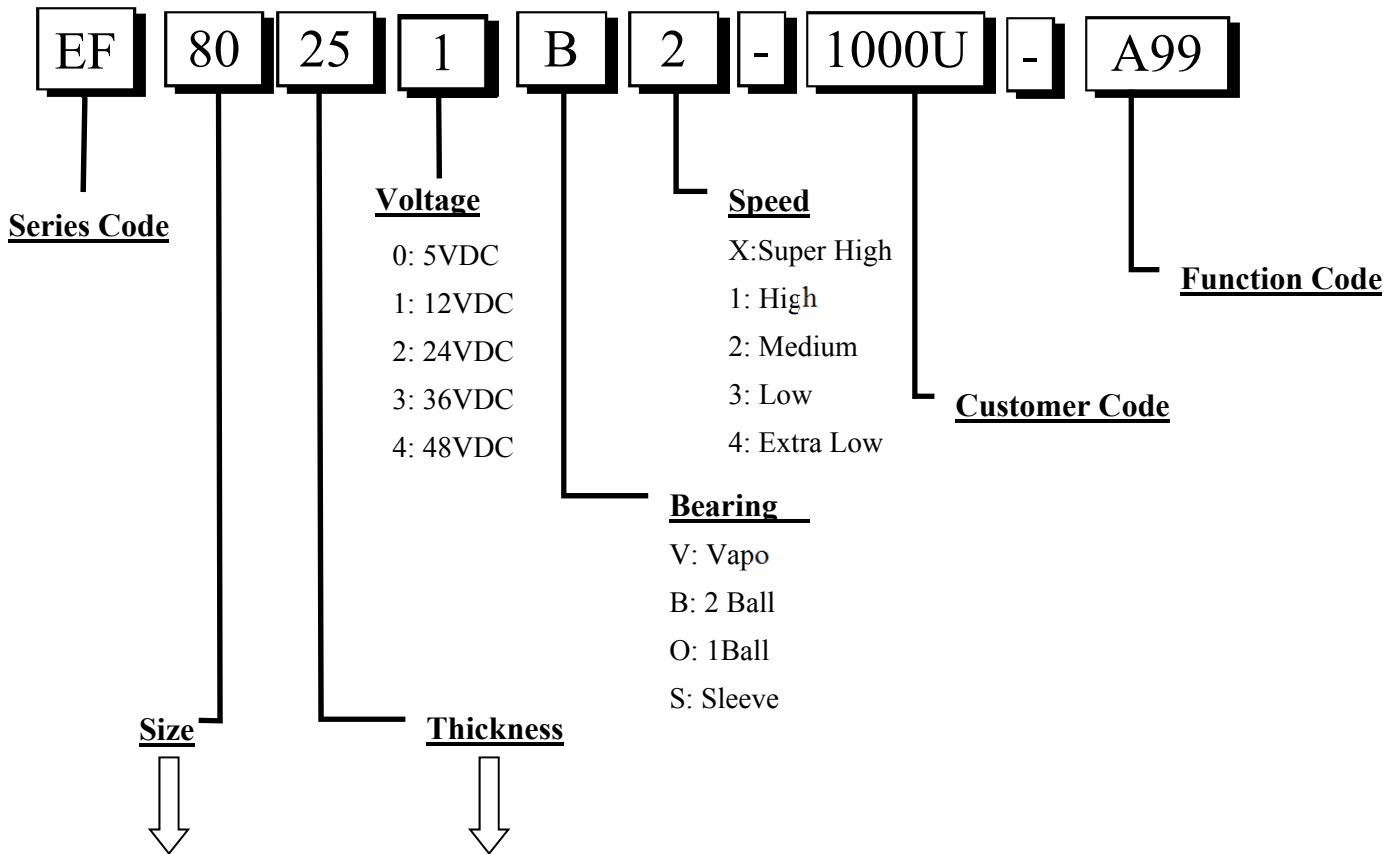 EF 80 25 1 B 2 - 1000U - A99
Series Code
Voltage
0: 5VDC
1: 12VDC
2: 24VDC
3: 36VDC
4: 48VDC
Speed
X:Super High
1: High
2: Medium
3: Low
4: Extra Low
Function Code
Customer Code
Bearing
V: Vapo
B: 2 Ball
O: 1Ball
S: Sleeve
Size
Thickness